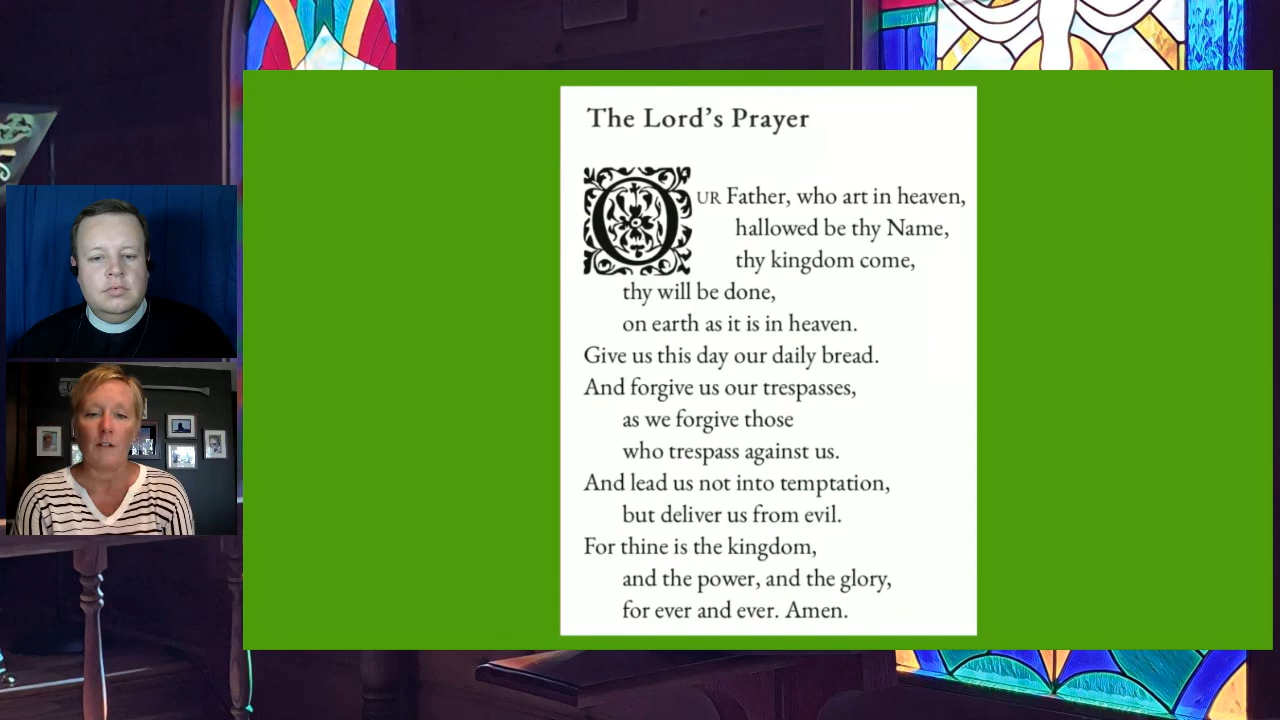 The Lord's Prayer
OUR Father, who art in heaven,
hallowed be thy Name,
thy kingdom come,
thy will be done,
on earth as it is in heaven.
Give us this day our daily bread.
And forgive us our trespasses,
as we forgive those
who trespass against us.
And lead us not into temptation,
but deliver us from evil.
For thine is the kingdom,
and the power, and the glory,
for ever and ever. Amen.